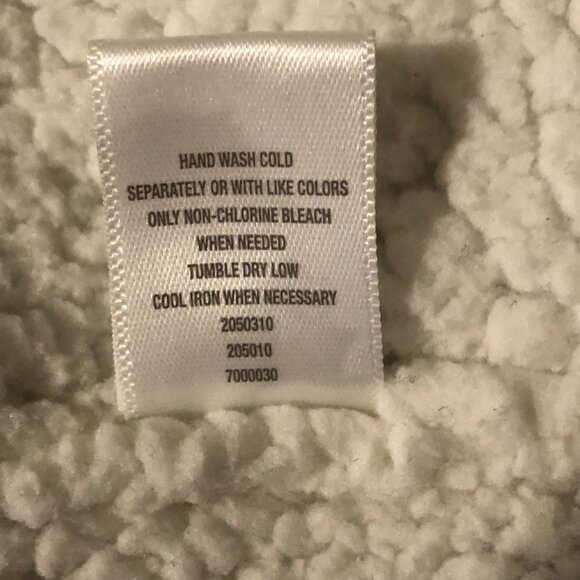 HAND WASH COLD
SEPARATELY OR WITH LIKE COLORS
ONLY NON-CHLORINE BLEACH
WHEN NEEDED
TUMBLE DRY LOW
COOL IRON WHEN NECESSARY
2050310
205010
7000030